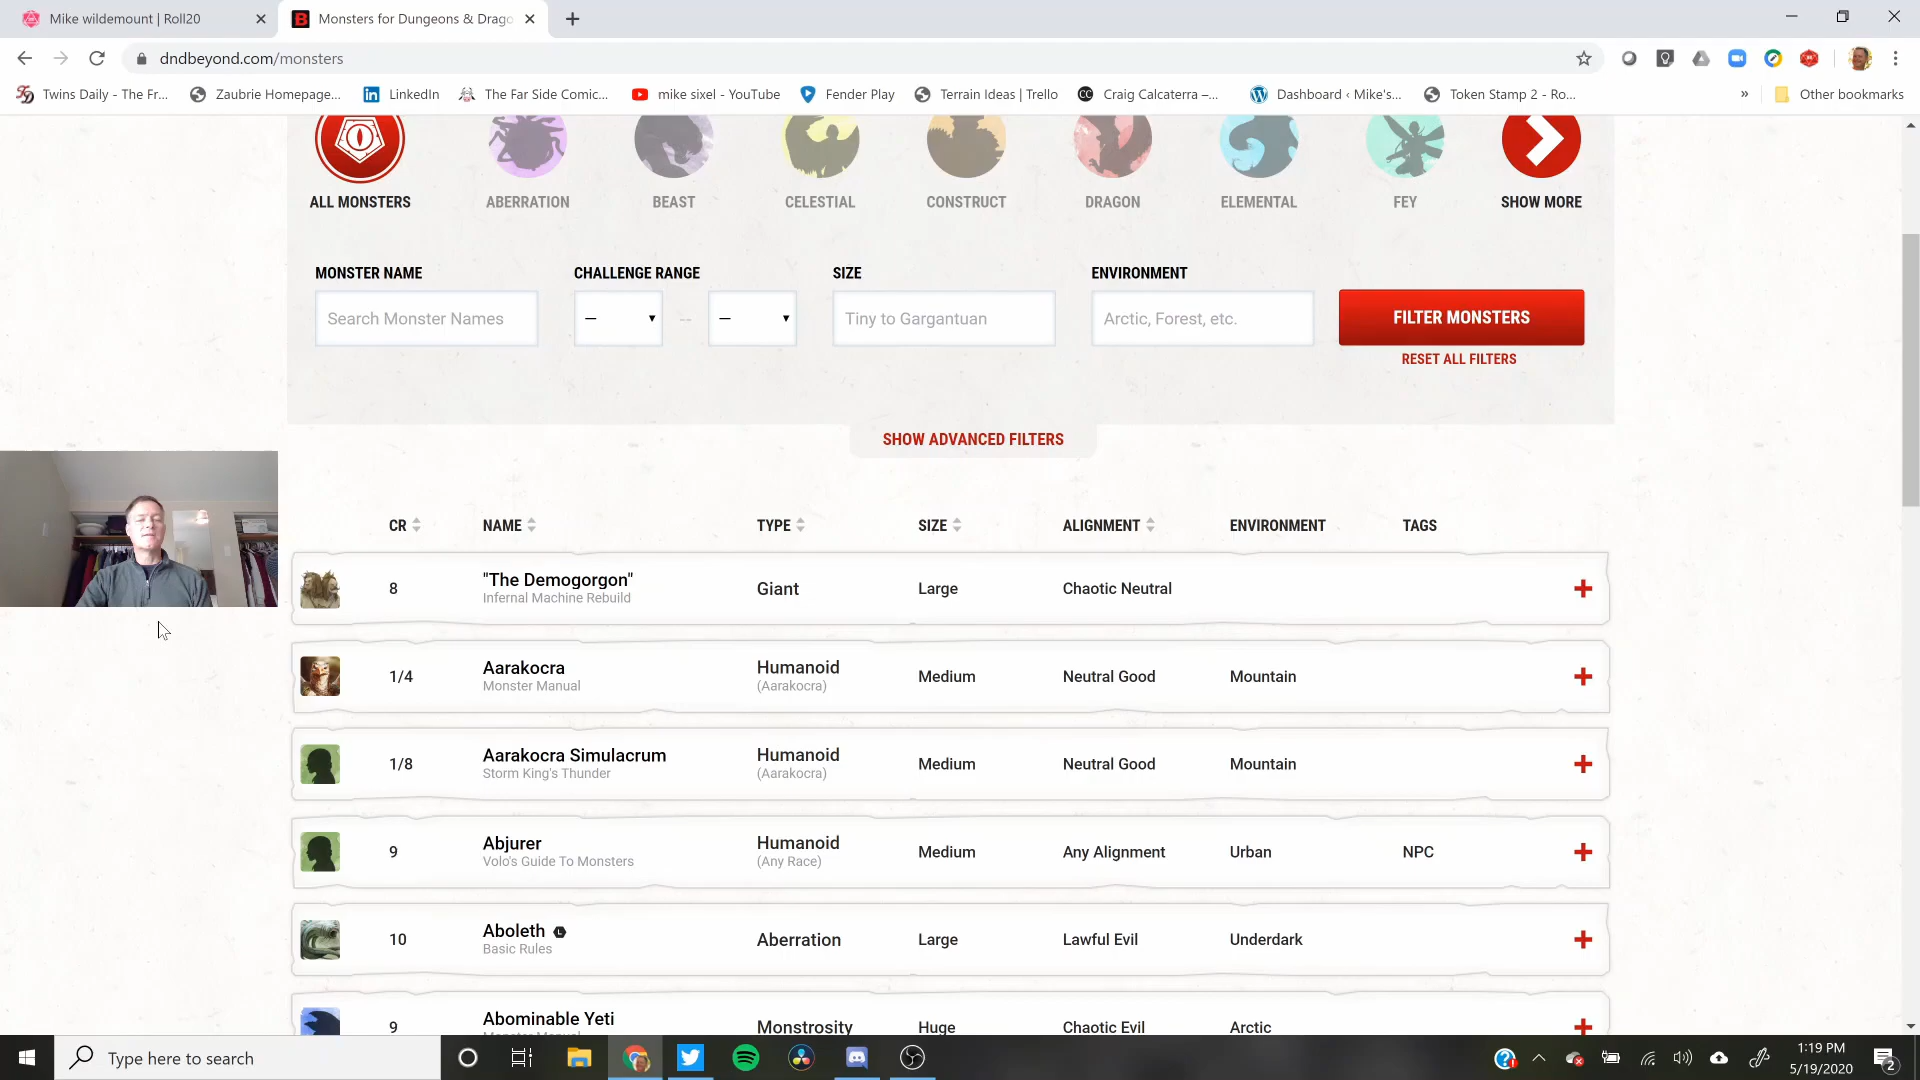 Mike wildemount | Roll20
Monsters for Dungeons & Drago
dndbeyond.com/monsters
Twins Daily - The Fr...
Zaubrie Homepage...
LinkedIn
The Far Side Comic...
mike sixel - YouTube
Fender Play
Terrain Ideas | Trello
Craig Calcaterra –...
Dashboard ‹ Mike's...
Token Stamp 2 - Ro...
»
Other bookmarks
ALL MONSTERS
ABERRATION
BEAST
CELESTIAL
CONSTRUCT
DRAGON
ELEMENTAL
FEY
SHOW MORE
MONSTER NAME
CHALLENGE RANGE
SIZE
ENVIRONMENT
Search Monster Names
—
--
—
Tiny to Gargantuan
Arctic, Forest, etc.
FILTER MONSTERS
RESET ALL FILTERS
SHOW ADVANCED FILTERS
CR
NAME
TYPE
SIZE
ALIGNMENT
ENVIRONMENT
TAGS
8
"The Demogorgon"
Infernal Machine Rebuild
Giant
Large
Chaotic Neutral
1/4
Aarakocra
Monster Manual
Humanoid
(Aarakocra)
Medium
Neutral Good
Mountain
1/8
Aarakocra Simulacrum
Storm King's Thunder
Humanoid
(Aarakocra)
Medium
Neutral Good
Mountain
9
Abjurer
Volo's Guide To Monsters
Humanoid
(Any Race)
Medium
Any Alignment
Urban
NPC
10
Aboleth
Basic Rules
Aberration
Large
Lawful Evil
Underdark
9
Abominable Yeti
Monstrosity
Huge
Chaotic Evil
Arctic
Type here to search
1:19 PM
5/19/2020
2